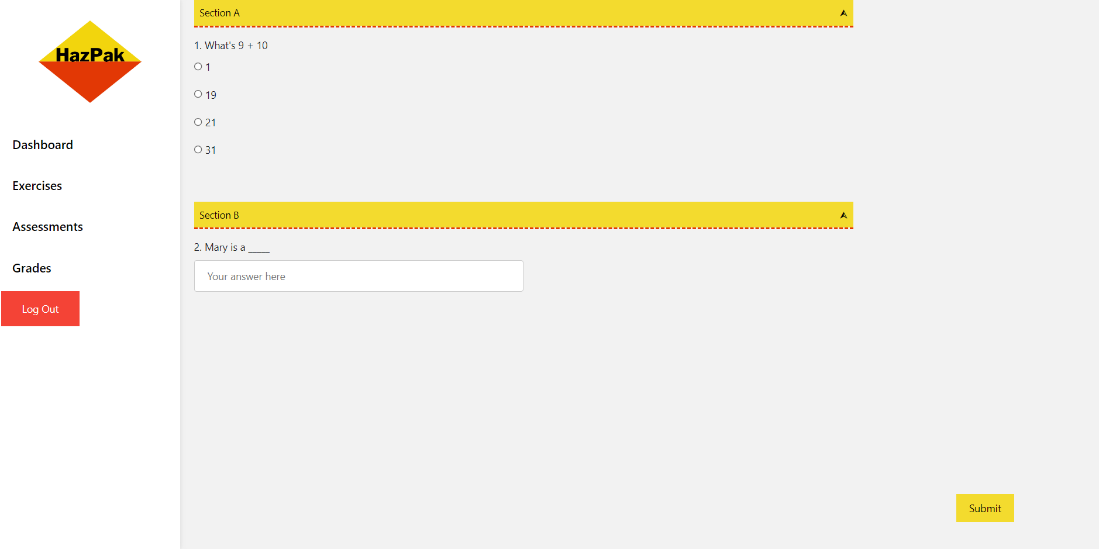 HazPak
Dashboard
Exercises
Assessments
Grades
Log Out
Section A
1. What's 9 + 10
1
19
21
31
Section B
2. Mary is a ____
Your answer here
Submit